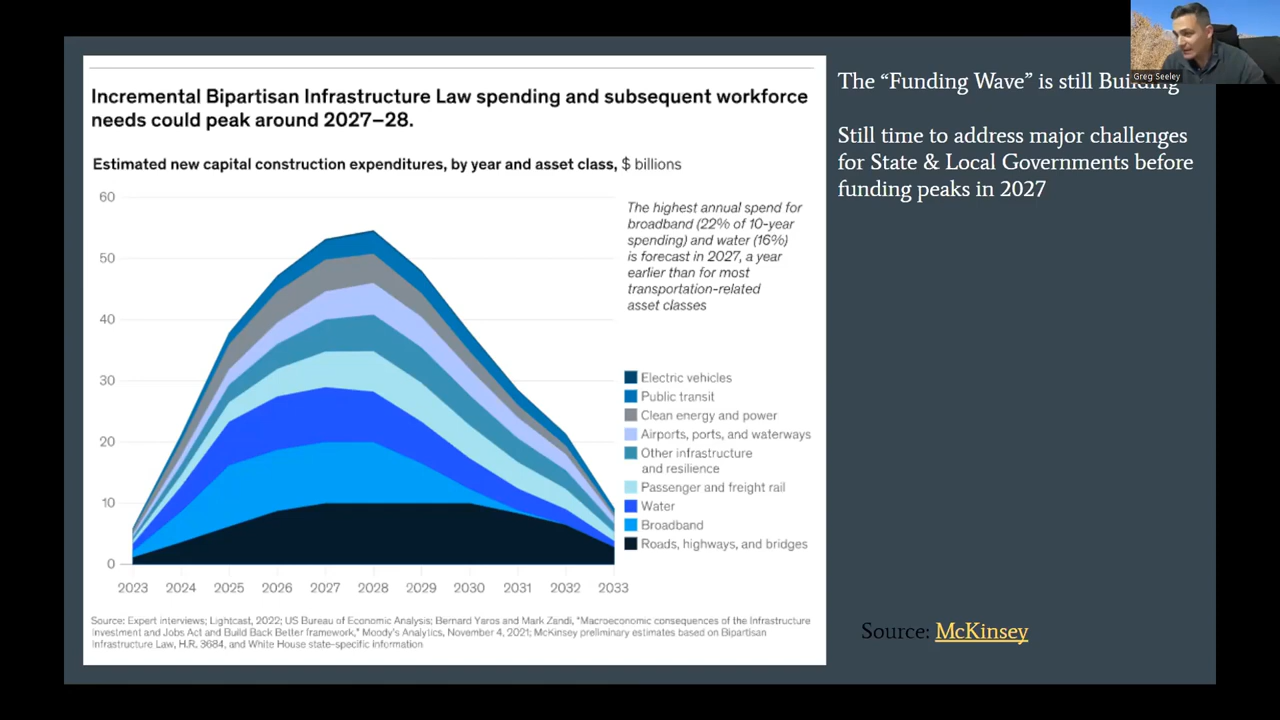 Incremental Bipartisan Infrastructure Law spending and subsequent workforce
needs could peak around 2027–28.
Estimated new capital construction expenditures, by year and asset class, $ billions
60
50
40
30
20
10
0
2023 2024 2025 2026 2027 2028 2029 2030 2031 2032 2033
The highest annual spend for
broadband (22% of 10-year
spending) and water (16%)
is forecast in 2027, a year
earlier than for most
transportation-related
asset classes
Electric vehicles
Public transit
Clean energy and power
Airports, ports, and waterways
Other infrastructure
and resilience
Passenger and freight rail
Water
Broadband
Roads, highways, and bridges
Source: Expert interviews; Lightcast, 2022; US Bureau of Economic Analysis; Bernard Yaros and Mark Zandi, "Macroeconomic consequences of the Infrastructure
Investment and Jobs Act and Build Back Better framework," Moody's Analytics, November 4, 2021; McKinsey preliminary estimates based on Bipartisan
Infrastructure Law, H.R. 3684, and White House state-specific information
Greg Seeley
The “Funding Wave” is still Building
Still time to address major challenges
for State & Local Governments before
funding peaks in 2027
Source: McKinsey